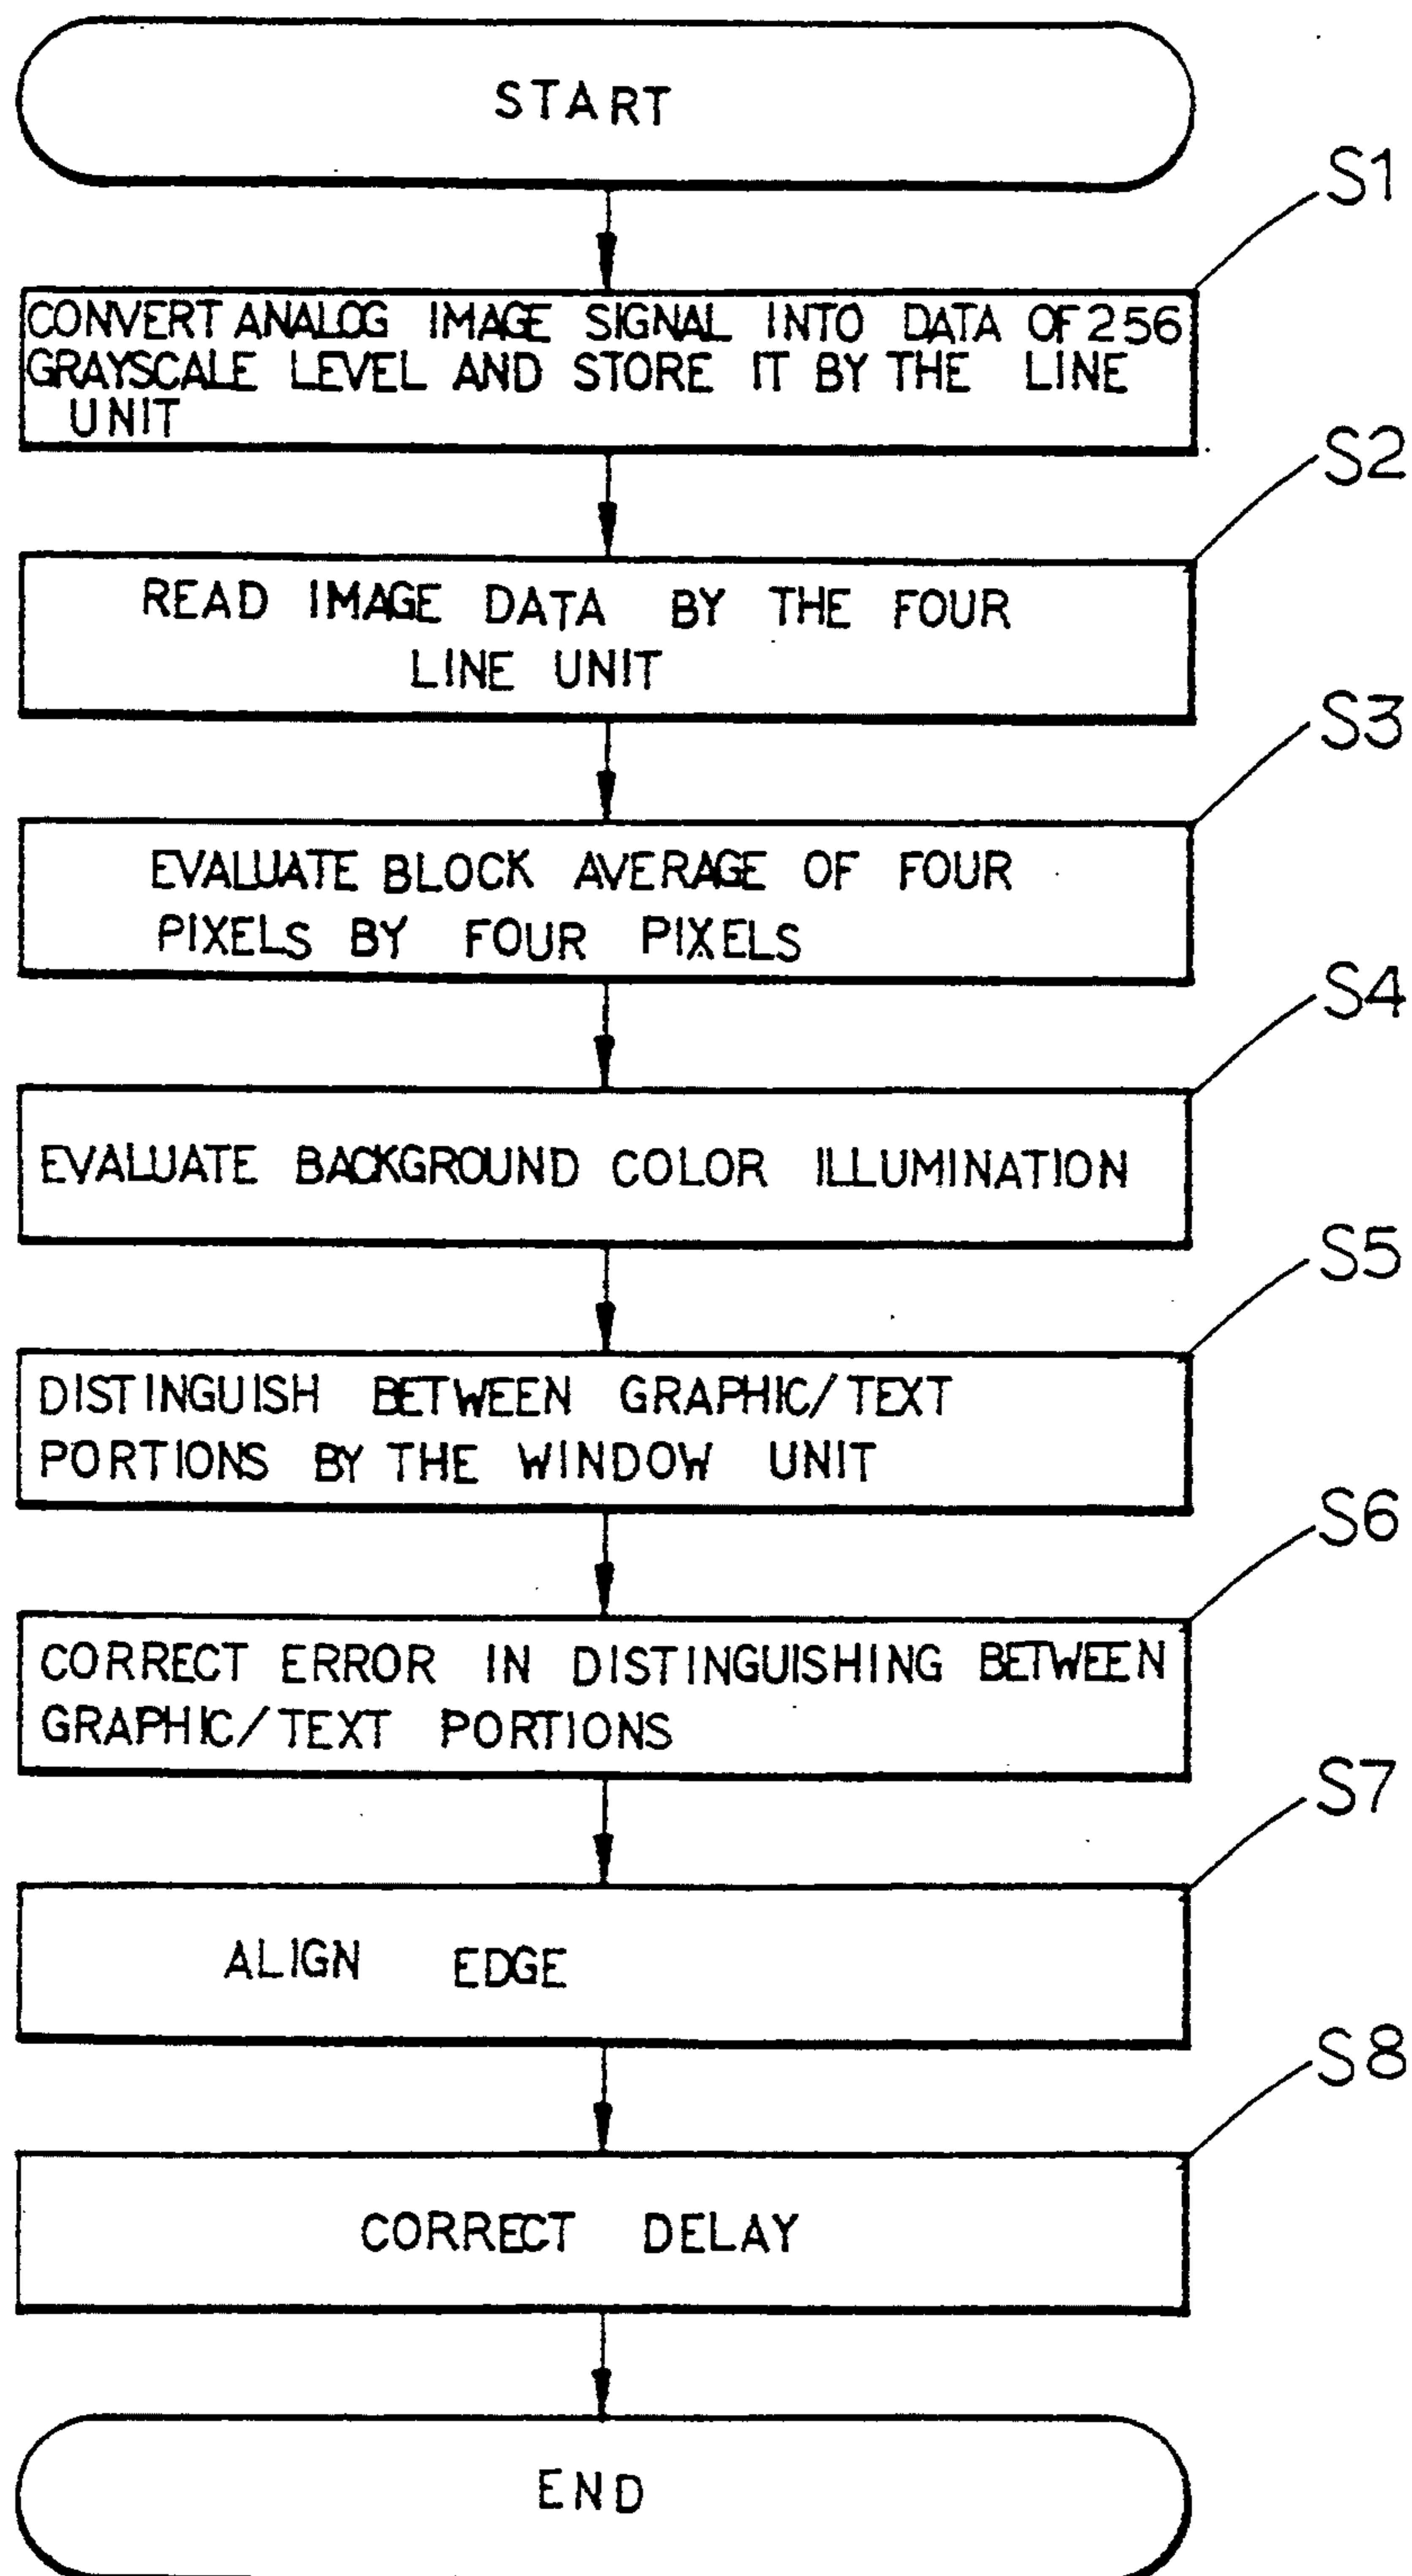 START
S1
CONVERT ANALOG IMAGE SIGNAL INTO DATA OF 256
GRAYSCALE LEVEL AND STORE IT BY THE LINE
UNIT
S2
READ IMAGE DATA BY THE FOUR
LINE UNIT
S3
EVALUATE BLOCK AVERAGE OF FOUR
PIXELS BY FOUR PIXELS
S4
EVALUATE BACKGROUND COLOR ILLUMINATION
S5
DISTINGUISH BETWEEN GRAPHIC/TEXT
PORTIONS BY THE WINDOW UNIT
S6
CORRECT ERROR IN DISTINGUISHING BETWEEN
GRAPHIC/TEXT PORTIONS
S7
ALIGN EDGE
S8
CORRECT DELAY
END